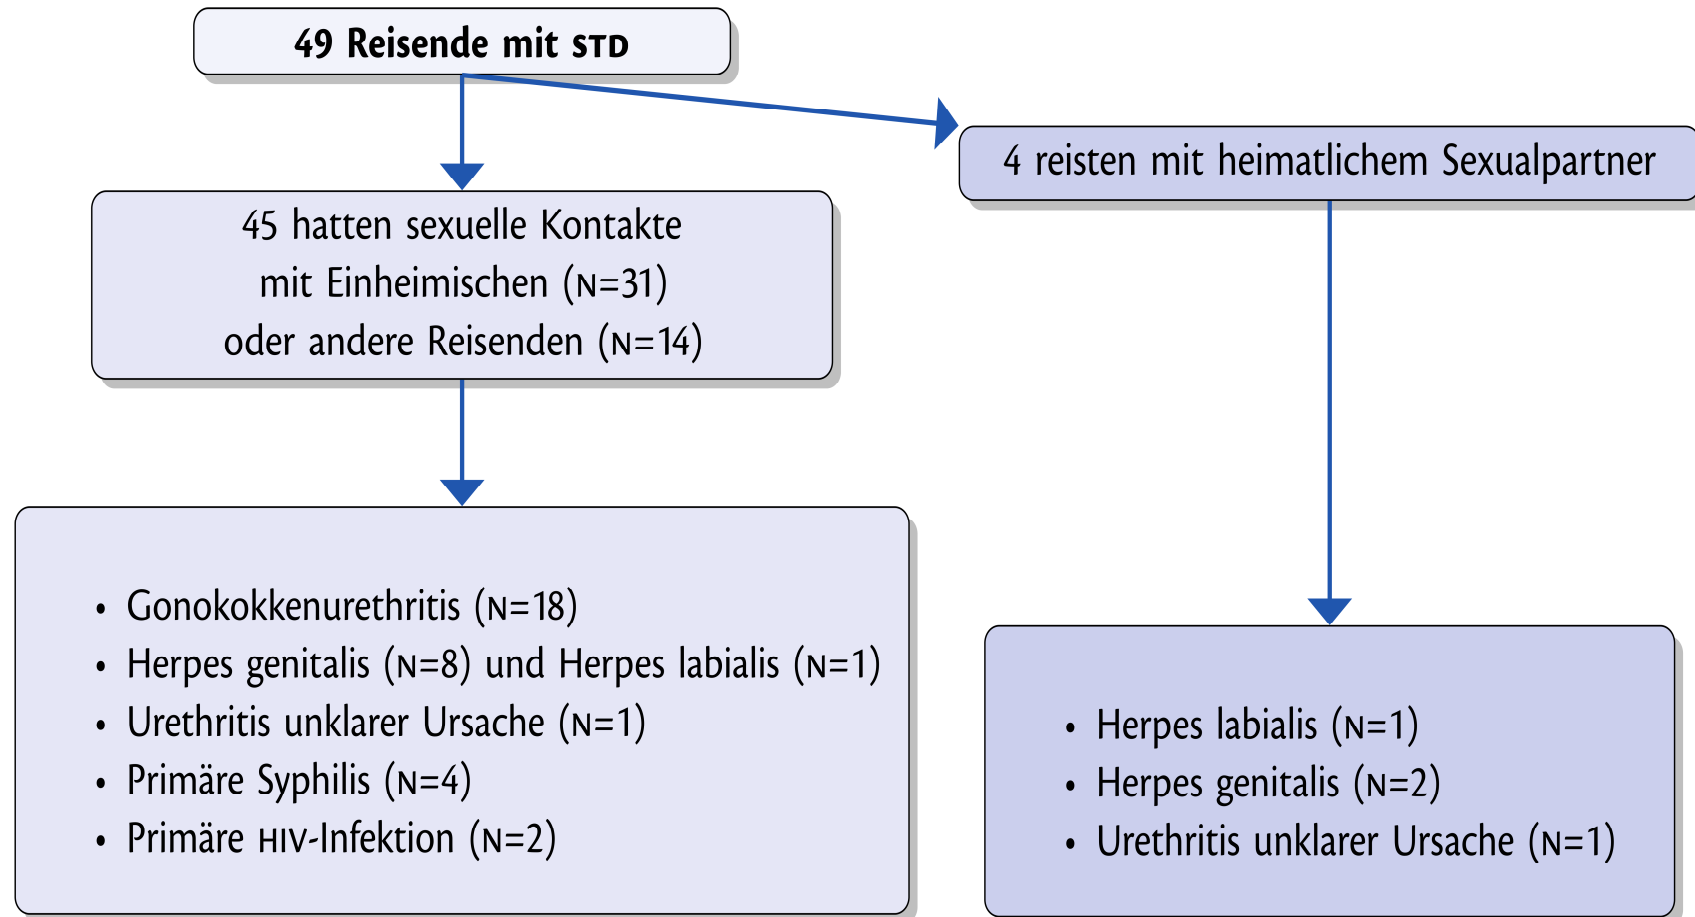 49 Reisende mit STD
4 reisten mit heimatlichem Sexualpartner
45 hatten sexuelle Kontakte
mit Einheimischen (N=31)
oder andere Reisenden (N=14)
• Gonokokkenurethritis (N=18)
• Herpes genitalis (N=8) und Herpes labialis (N=1)
• Urethritis unklarer Ursache (N=1)
• Primäre Syphilis (N=4)
• Primäre HIV-Infektion (N=2)
• Herpes labialis (N=1)
• Herpes genitalis (N=2)
• Urethritis unklarer Ursache (N=1)